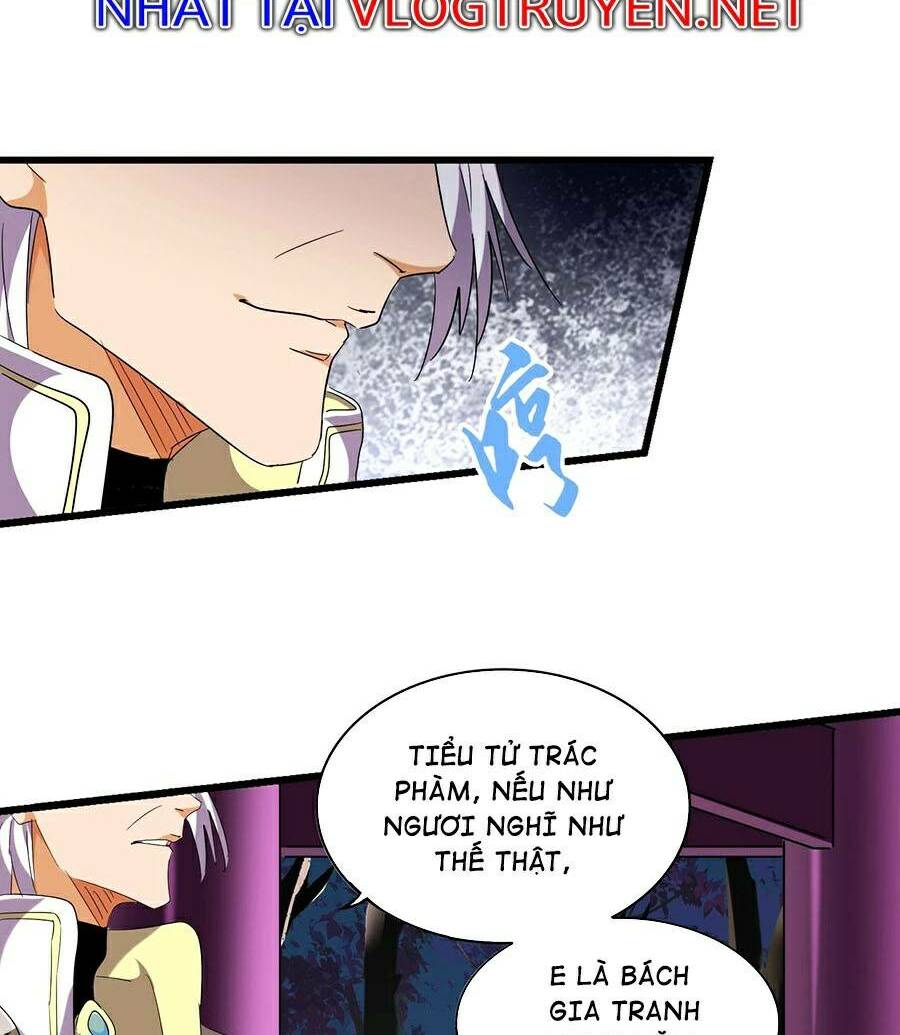 NHẤT TẠI VLOGTRUYEN.NET
TIỂU TỬ TRÁC
PHÀM, NẾU NHƯ
NGƯƠI NGHĨ NHƯ
THẾ THẬT,
E LÀ BÁCH
GIA TRANH